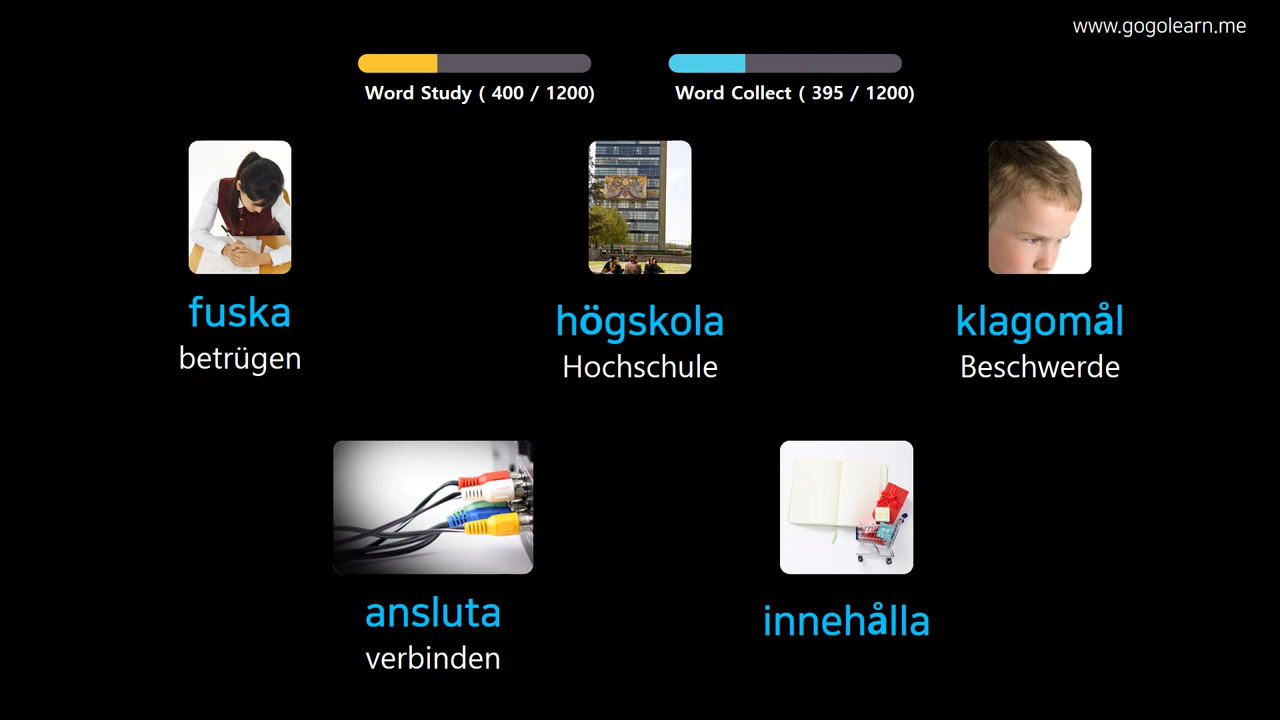 www.gogolearn.me
Word Study ( 400 / 1200)
Word Collect ( 395 / 1200)
fuska
betrügen
högskola
Hochschule
klagomål
Beschwerde
ansluta
verbinden
innehålla